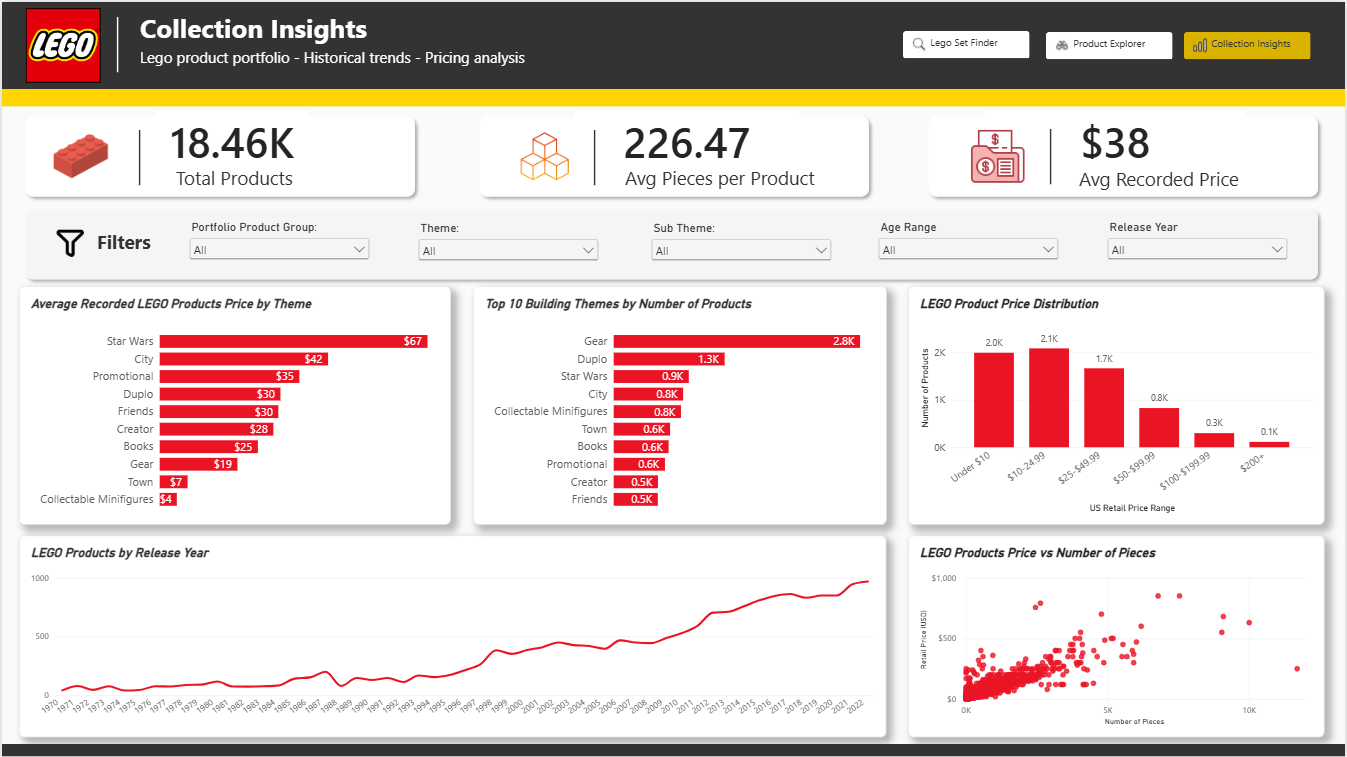 LEGO
Collection Insights
Lego product portfolio - Historical trends - Pricing analysis
Lego Set Finder
Product Explorer
Collection Insights
18.46K
Total Products
226.47
Avg Pieces per Product
$38
Avg Recorded Price
Filters
Portfolio Product Group:
All
Theme:
All
Sub Theme:
All
Age Range
All
Release Year
All
Average Recorded LEGO Products Price by Theme
Star Wars $67
City $42
Promotional $35
Duplo $30
Friends $30
Creator $28
Books $25
Gear $19
Town $7
Collectable Minifigures $4
Top 10 Building Themes by Number of Products
Gear 2.8K
Duplo 1.3K
Star Wars 0.9K
City 0.8K
Collectable Minifigures 0.8K
Town 0.6K
Books 0.6K
Promotional 0.6K
Creator 0.5K
Friends 0.5K
LEGO Product Price Distribution
Number of Products
2K
1K
0K
2.0K
2.1K
1.7K
0.8K
0.3K
0.1K
Under $10
$10-24.99
$25-$49.99
$50-$99.99
$100-$199.99
$200+
US Retail Price Range
LEGO Products by Release Year
1000
500
0
1970 1971 1972 1973 1974 1975 1976 1977 1978 1979 1980 1981 1982 1983 1984 1985 1986 1987 1988 1989 1990 1991 1992 1993 1994 1995 1996 1997 1998 1999 2000 2001 2002 2003 2004 2005 2006 2007 2008 2009 2010 2011 2012 2013 2014 2015 2016 2017 2018 2019 2020 2021 2022
LEGO Products Price vs Number of Pieces
Retail Price (USD)
$1,000
$500
$0
0K
5K
10K
Number of Pieces